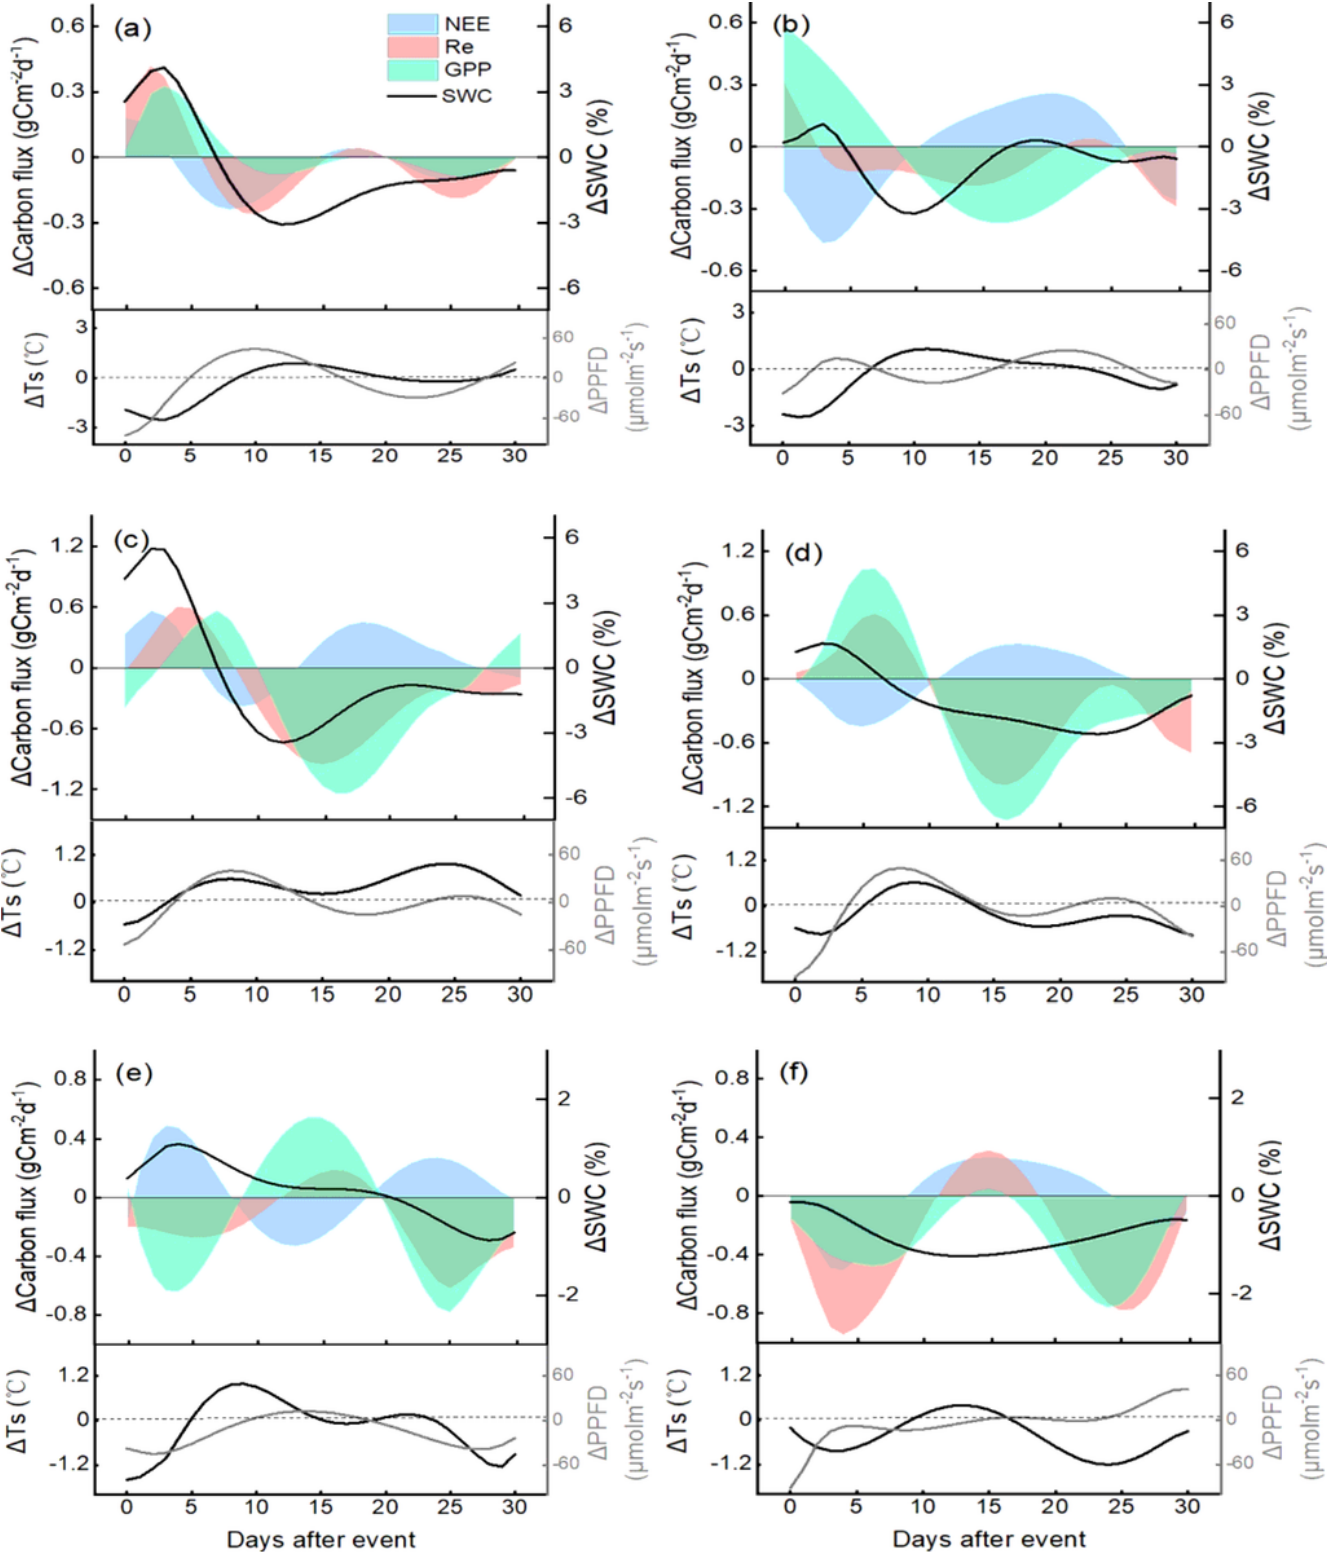 (a)
NEE
Re
GPP
SWC
ΔCarbon flux (gCm⁻²d⁻¹)
0.6
0.3
0
-0.3
-0.6
ΔSWC (%)
6
3
0
-3
-6
ΔTs (℃)
3
0
-3
ΔPPFD
(μmolm⁻²s⁻¹)
60
0
-60
0 5 10 15 20 25 30
(b)
ΔCarbon flux (gCm⁻²d⁻¹)
0.6
0.3
0
-0.3
-0.6
ΔSWC (%)
6
3
0
-3
-6
ΔTs (℃)
3
0
-3
ΔPPFD
(μmolm⁻²s⁻¹)
60
0
-60
0 5 10 15 20 25 30
(c)
ΔCarbon flux (gCm⁻²d⁻¹)
1.2
0.6
0
-0.6
-1.2
ΔSWC (%)
6
3
0
-3
-6
ΔTs (℃)
1.2
0
-1.2
ΔPPFD
(μmolm⁻²s⁻¹)
60
0
-60
0 5 10 15 20 25 30
(d)
ΔCarbon flux (gCm⁻²d⁻¹)
1.2
0.6
0
-0.6
-1.2
ΔSWC (%)
6
3
0
-3
-6
ΔTs (℃)
1.2
0
-1.2
ΔPPFD
(μmolm⁻²s⁻¹)
60
0
-60
0 5 10 15 20 25 30
(e)
ΔCarbon flux (gCm⁻²d⁻¹)
0.8
0.4
0
-0.4
-0.8
ΔSWC (%)
2
0
-2
ΔTs (℃)
1.2
0
-1.2
ΔPPFD
(μmolm⁻²s⁻¹)
60
0
-60
0 5 10 15 20 25 30
Days after event
(f)
ΔCarbon flux (gCm⁻²d⁻¹)
0.8
0.4
0
-0.4
-0.8
ΔSWC (%)
2
0
-2
ΔTs (℃)
1.2
0
-1.2
ΔPPFD
(μmolm⁻²s⁻¹)
60
0
-60
0 5 10 15 20 25 30
Days after event